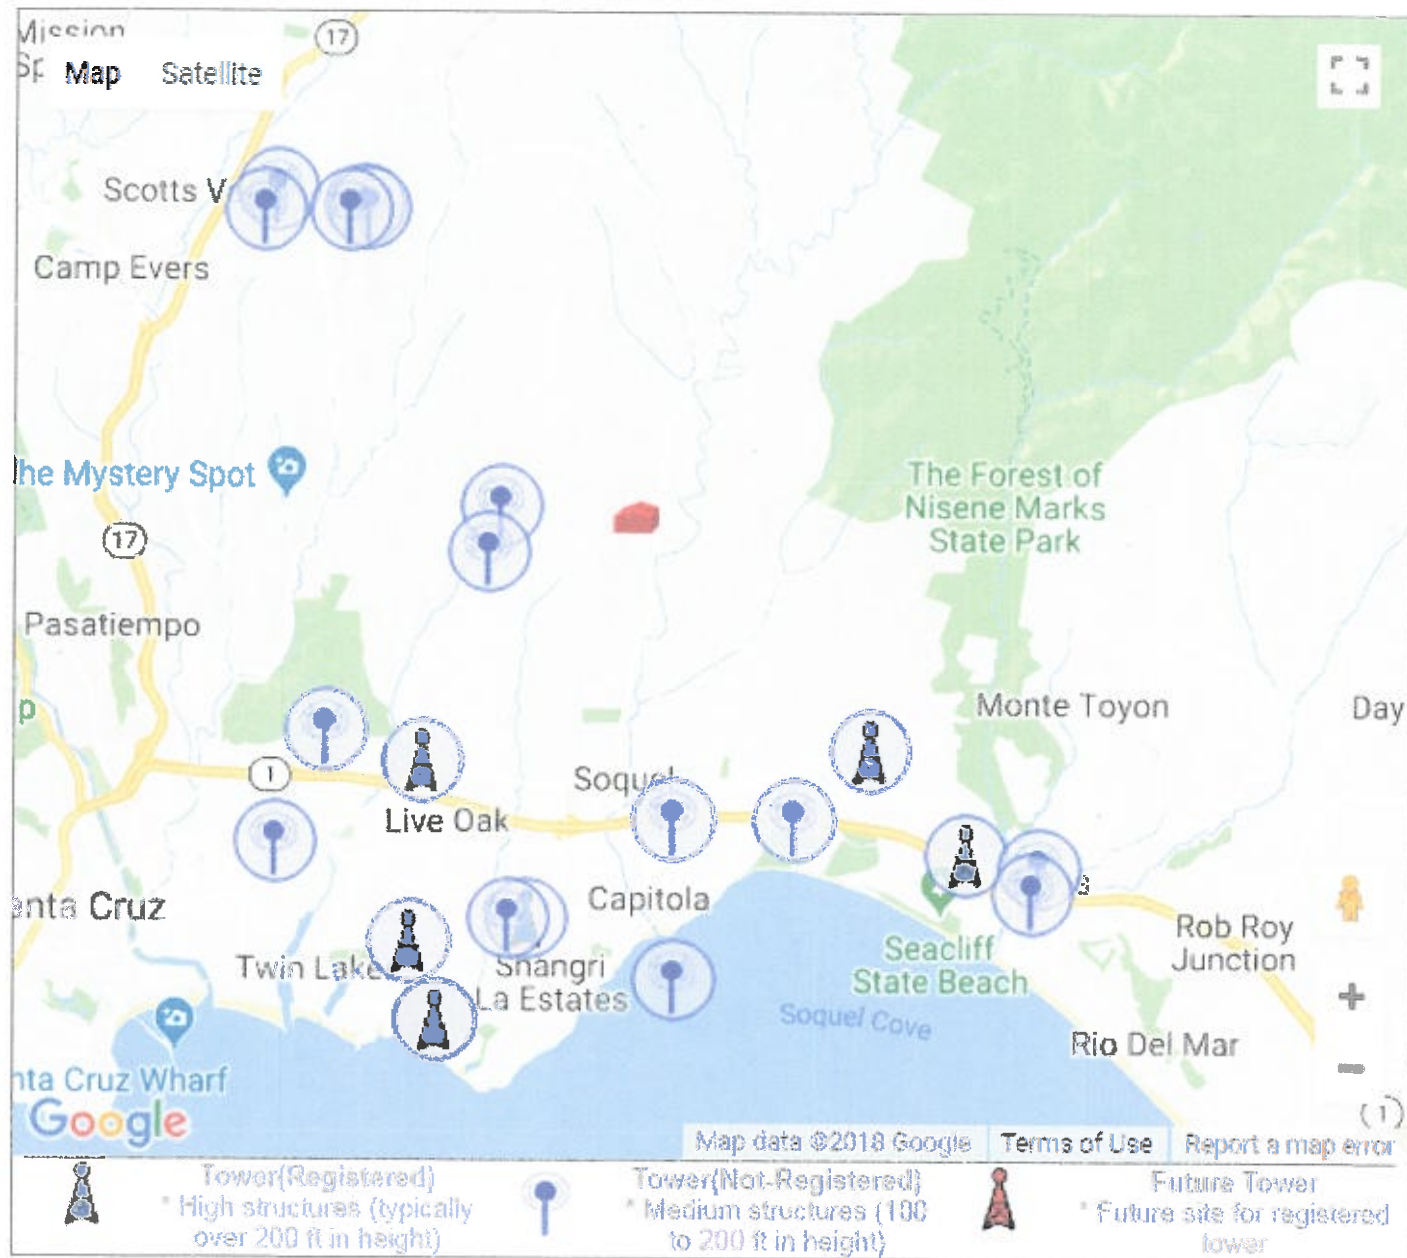 Mission
17
Map Satellite
Scotts V
Camp Evers
he Mystery Spot
The Forest of
Nisene Marks
State Park
17
Pasatiempo
p
Monte Toyon
Day
1
Soquel
Live Oak
Capitola
anta Cruz
Rob Roy
Junction
Seacliff
State Beach
Twin Lake
Shangri
La Estates
Soquel Cove
Rio Del Mar
nta Cruz Wharf
Google
1
Map data ©2018 Google Terms of Use Report a map error
Tower(Registered)
* High structures (typically
over 200 ft in height)
Tower(Not-Registered)
* Medium structures (100
to 200 ft in height)
Future Tower
* Future site for registered
tower